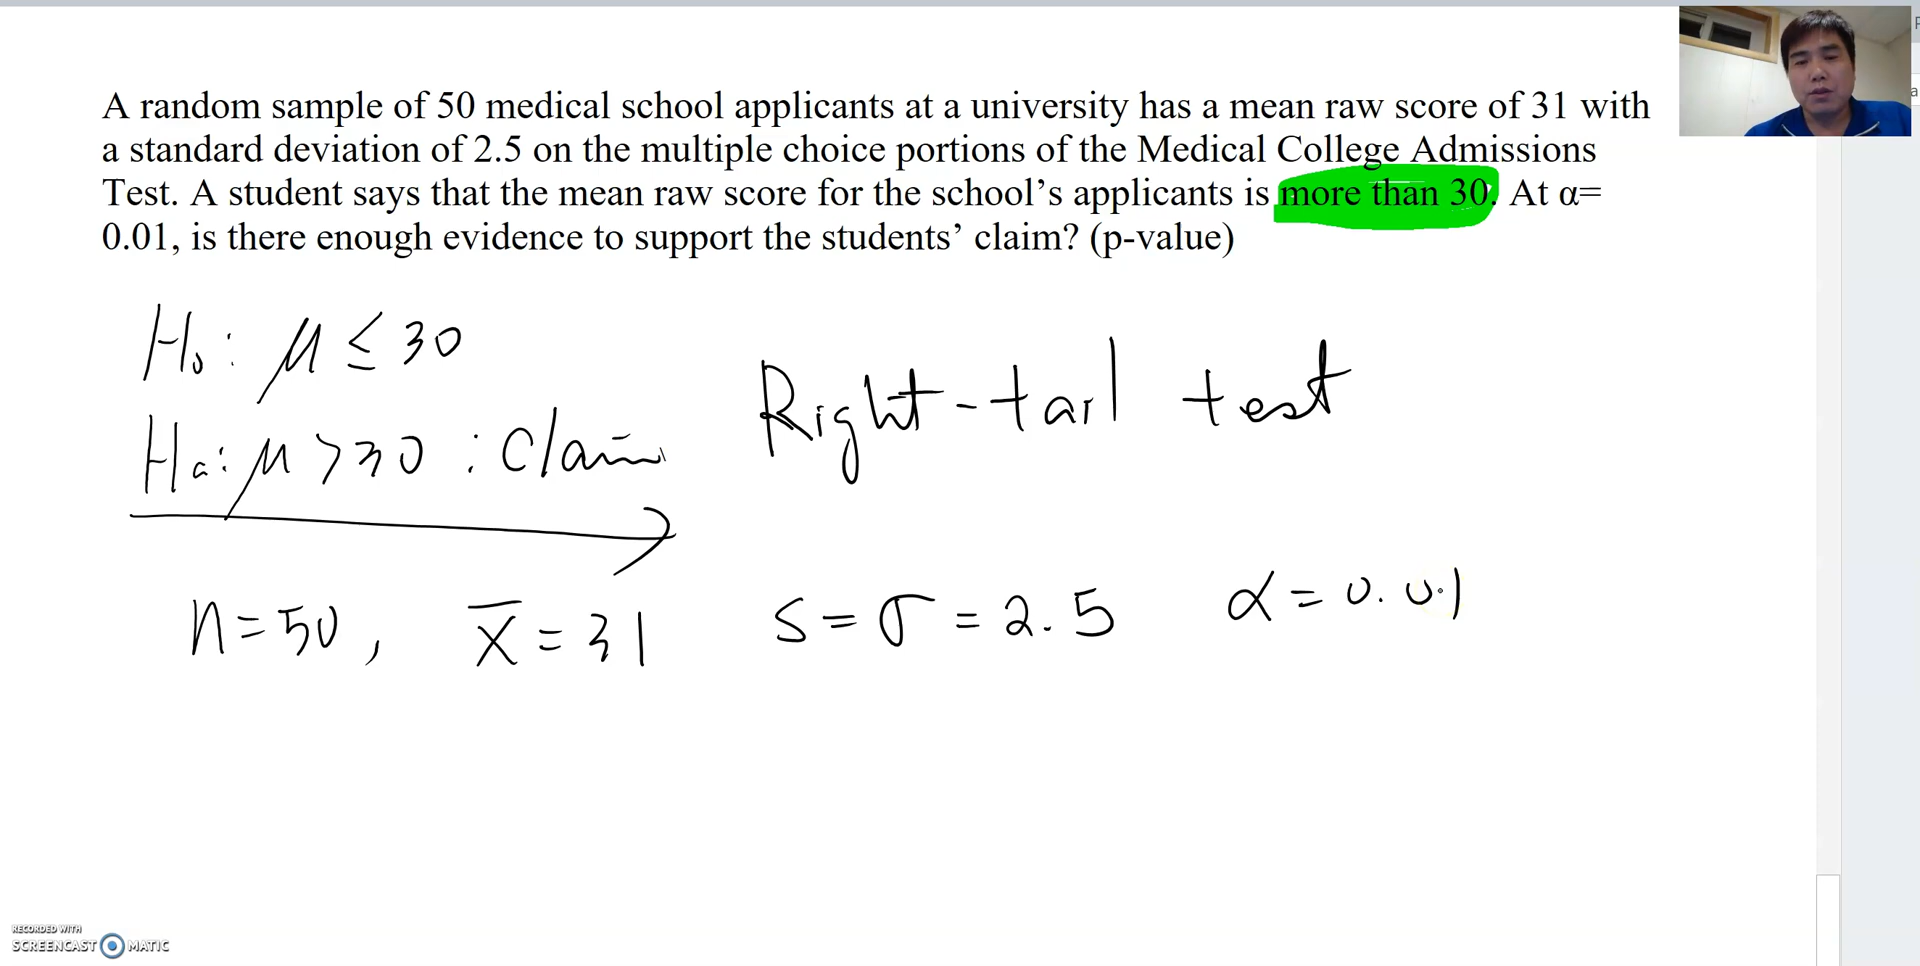 A random sample of 50 medical school applicants at a university has a mean raw score of 31 with
a standard deviation of 2.5 on the multiple choice portions of the Medical College Admissions
Test. A student says that the mean raw score for the school's applicants is more than 30. At α=
0.01, is there enough evidence to support the students' claim? (p-value)
H₀: μ ≤ 30
Hₐ: μ > 30 : Claim
Right-tail test
n=50, x̄ = 31 s = σ = 2.5 α = 0.01
RECORDED WITH
SCREENCAST MATIC